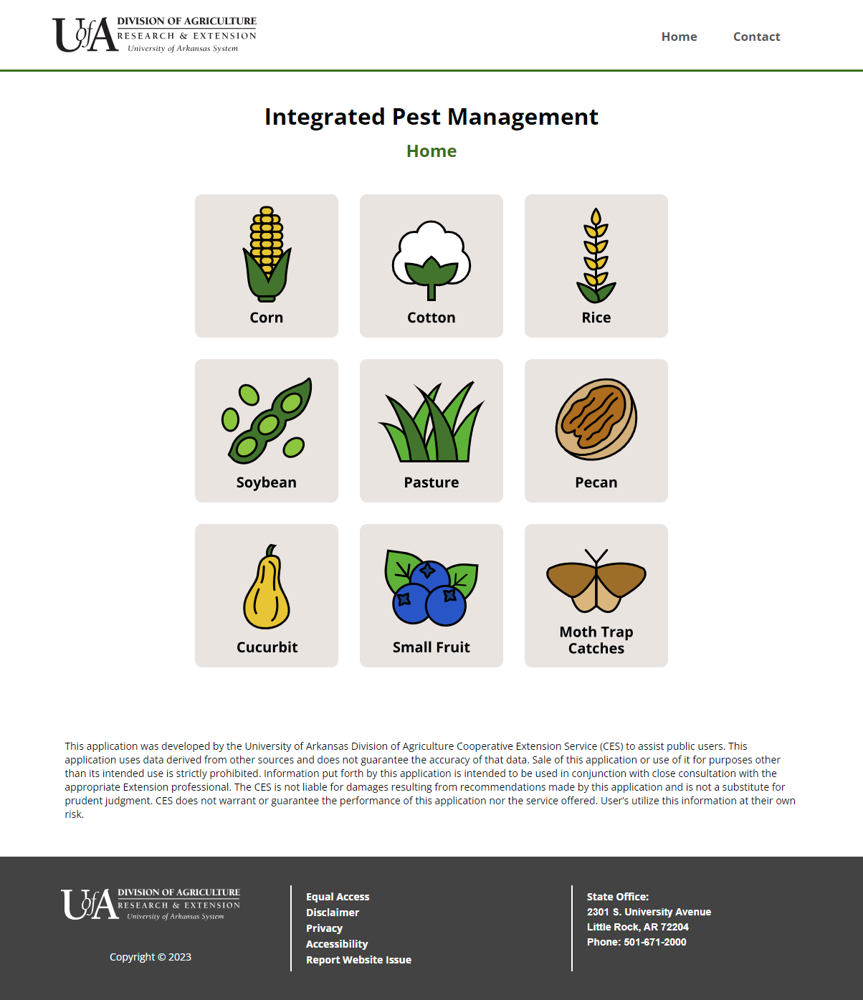 UofA DIVISION OF AGRICULTURE
RESEARCH & EXTENSION
University of Arkansas System
Home
Contact
Integrated Pest Management
Home
Corn
Cotton
Rice
Soybean
Pasture
Pecan
Cucurbit
Small Fruit
Moth Trap
Catches
This application was developed by the University of Arkansas Division of Agriculture Cooperative Extension Service (CES) to assist public users. This
application uses data derived from other sources and does not guarantee the accuracy of that data. Sale of this application or use of it for purposes other
than its intended use is strictly prohibited. Information put forth by this application is intended to be used in conjunction with close consultation with the
appropriate Extension professional. The CES is not liable for damages resulting from recommendations made by this application and is not a substitute for
prudent judgment. CES does not warrant or guarantee the performance of this application nor the service offered. User's utilize this information at their own
risk.
UofA DIVISION OF AGRICULTURE
RESEARCH & EXTENSION
University of Arkansas System
Copyright © 2023
Equal Access
Disclaimer
Privacy
Accessibility
Report Website Issue
State Office:
2301 S. University Avenue
Little Rock, AR 72204
Phone: 501-671-2000